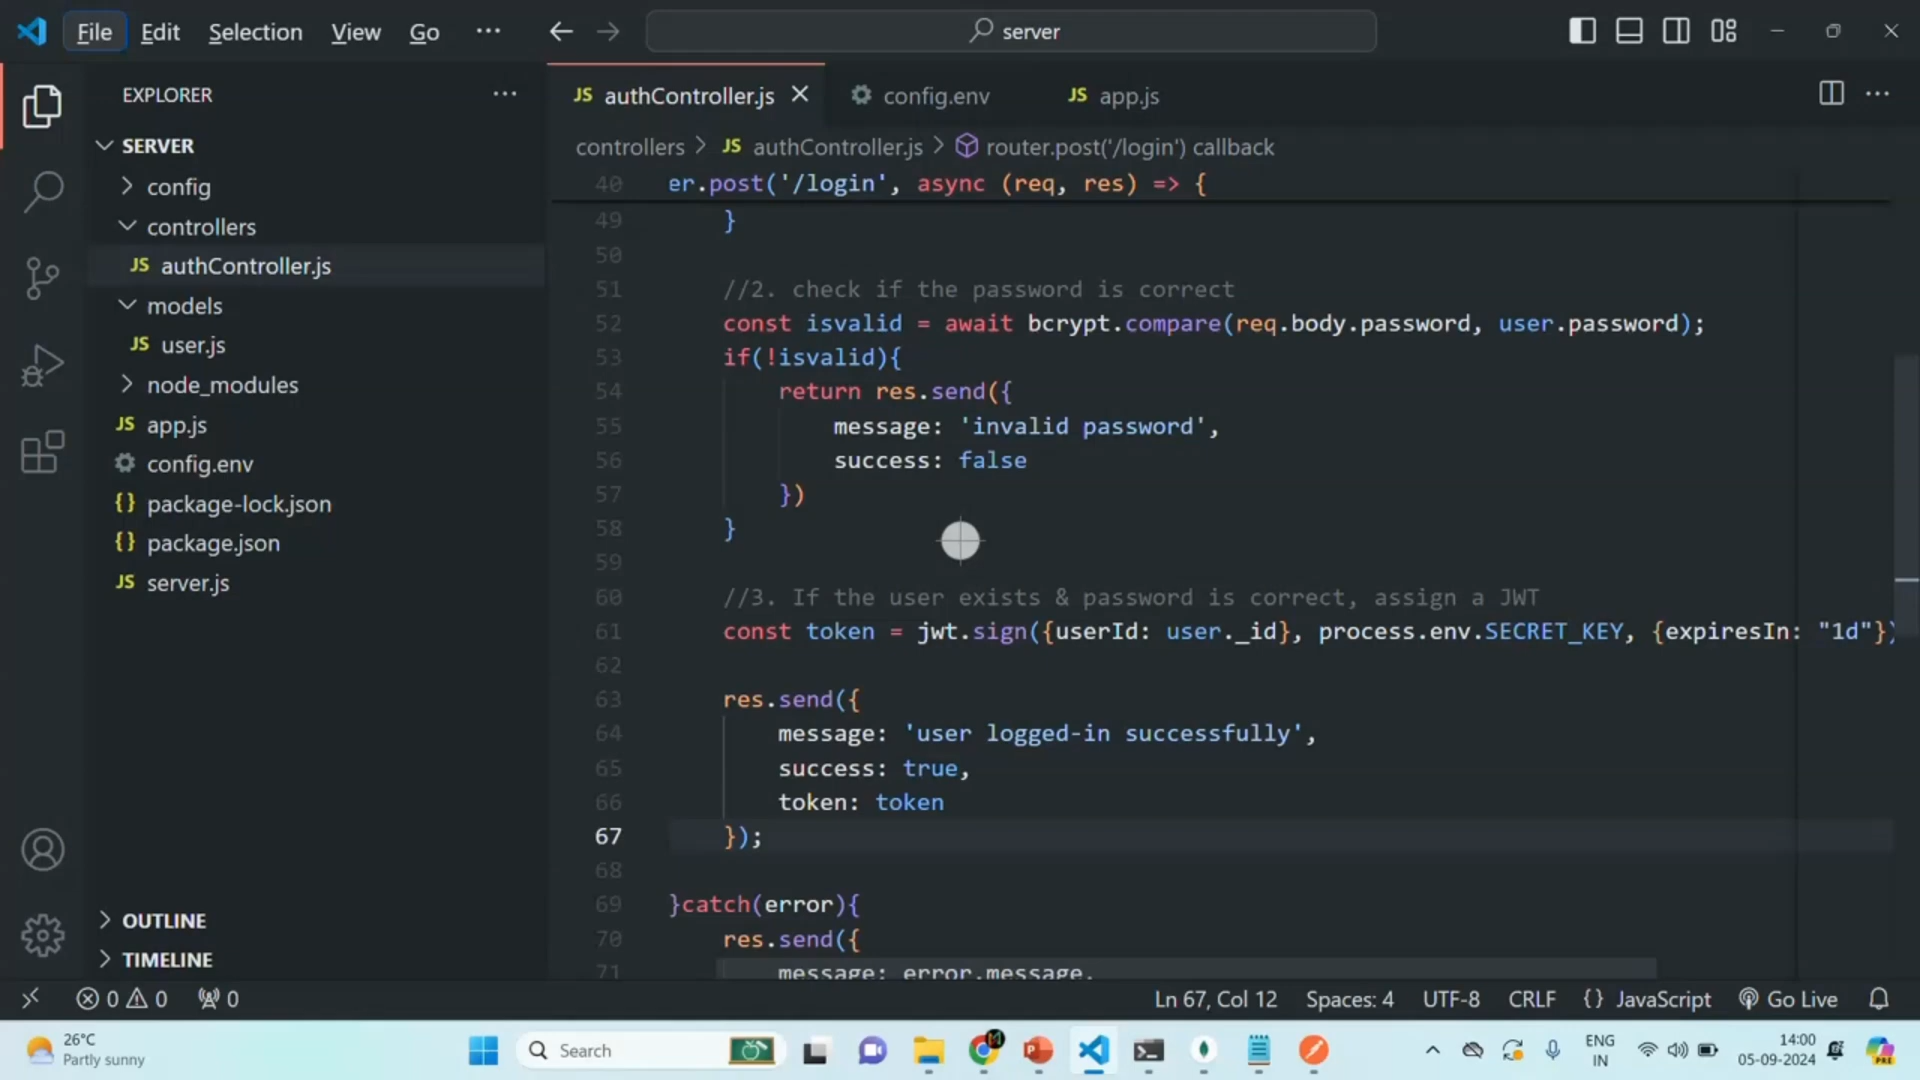 File Edit Selection View Go ··· server
EXPLORER ···
SERVER
config
controllers
JS authController.js
models
JS user.js
node_modules
JS app.js
config.env
{} package-lock.json
{} package.json
JS server.js
OUTLINE
TIMELINE
JS authController.js config.env JS app.js ···
controllers > JS authController.js > router.post('/login') callback
40 er.post('/login', async (req, res) => {
49 }
50
51 //2. check if the password is correct
52 const isvalid = await bcrypt.compare(req.body.password, user.password);
53 if(!isvalid){
54 return res.send({
55 message: 'invalid password',
56 success: false
57 })
58 }
59
60 //3. If the user exists & password is correct, assign a JWT
61 const token = jwt.sign({userId: user._id}, process.env.SECRET_KEY, {expiresIn: "1d"})
62
63 res.send({
64 message: 'user logged-in successfully',
65 success: true,
66 token: token
67 });
68
69 }catch(error){
70 res.send({
71 message: error.message,
0 0 0 Ln 67, Col 12 Spaces: 4 UTF-8 CRLF {} JavaScript Go Live
26°C
Partly sunny
Search
ENG
IN
14:00
05-09-2024
PRE